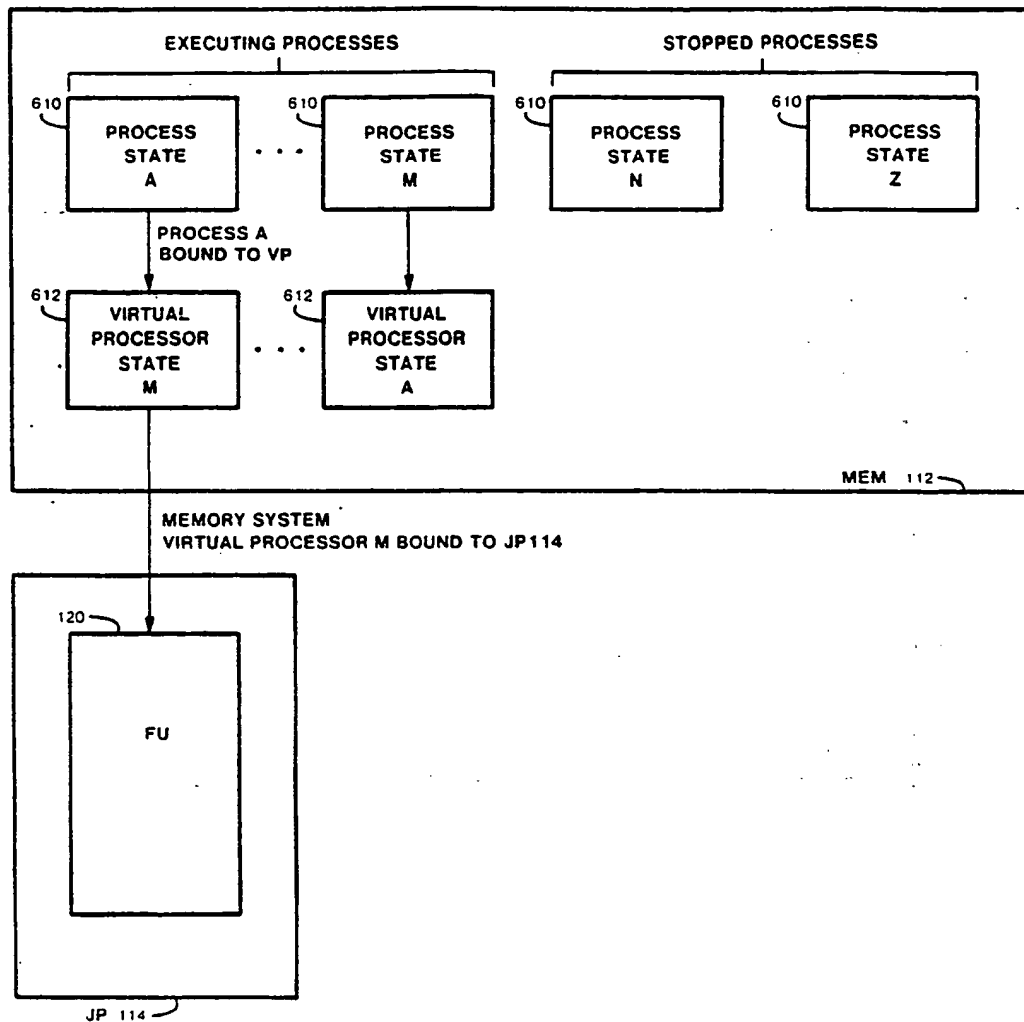 EXECUTING PROCESSES
STOPPED PROCESSES
610
PROCESS
STATE
A
. . .
610
PROCESS
STATE
M
610
PROCESS
STATE
N
610
PROCESS
STATE
Z
PROCESS A
BOUND TO VP
612
VIRTUAL
PROCESSOR
STATE
M
. . .
612
VIRTUAL
PROCESSOR
STATE
A
MEM 112
MEMORY SYSTEM
VIRTUAL PROCESSOR M BOUND TO JP114
120
FU
JP 114